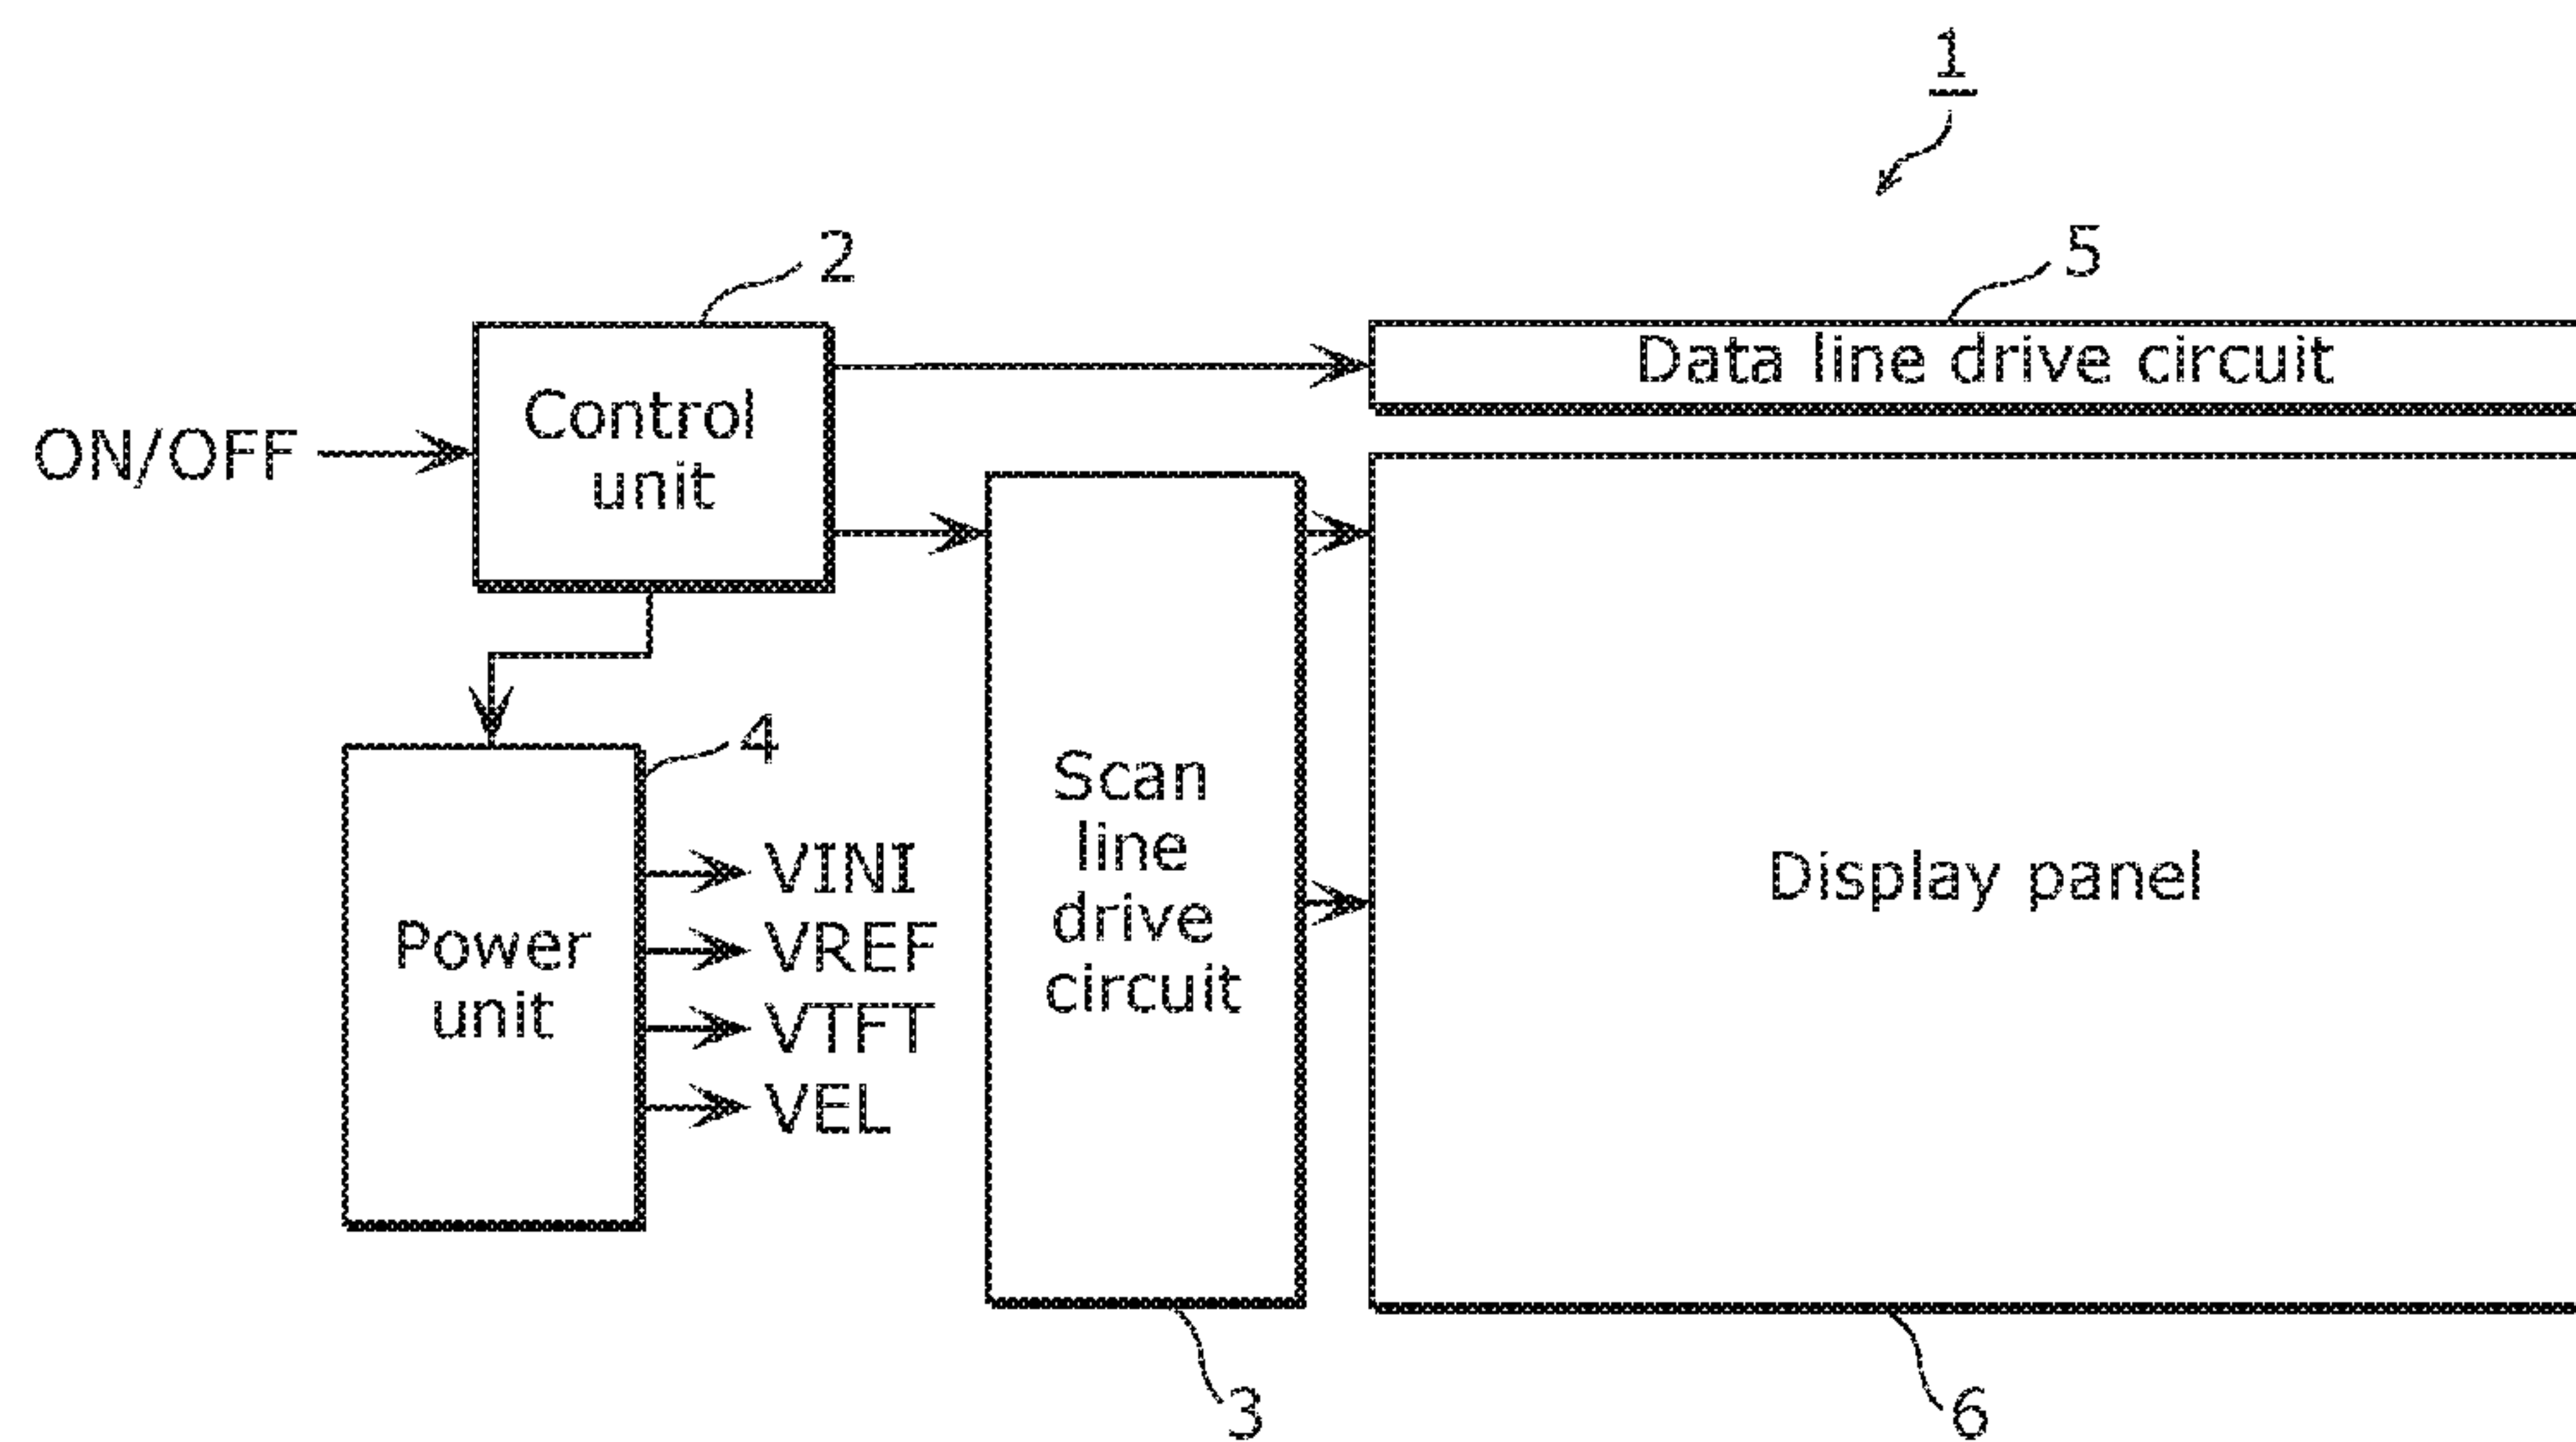 1
2
5
Data line drive circuit
Control
unit
ON/OFF
4
Scan
line
drive
circuit
Display panel
VINI
VREF
VTFT
VEL
Power
unit
3
6